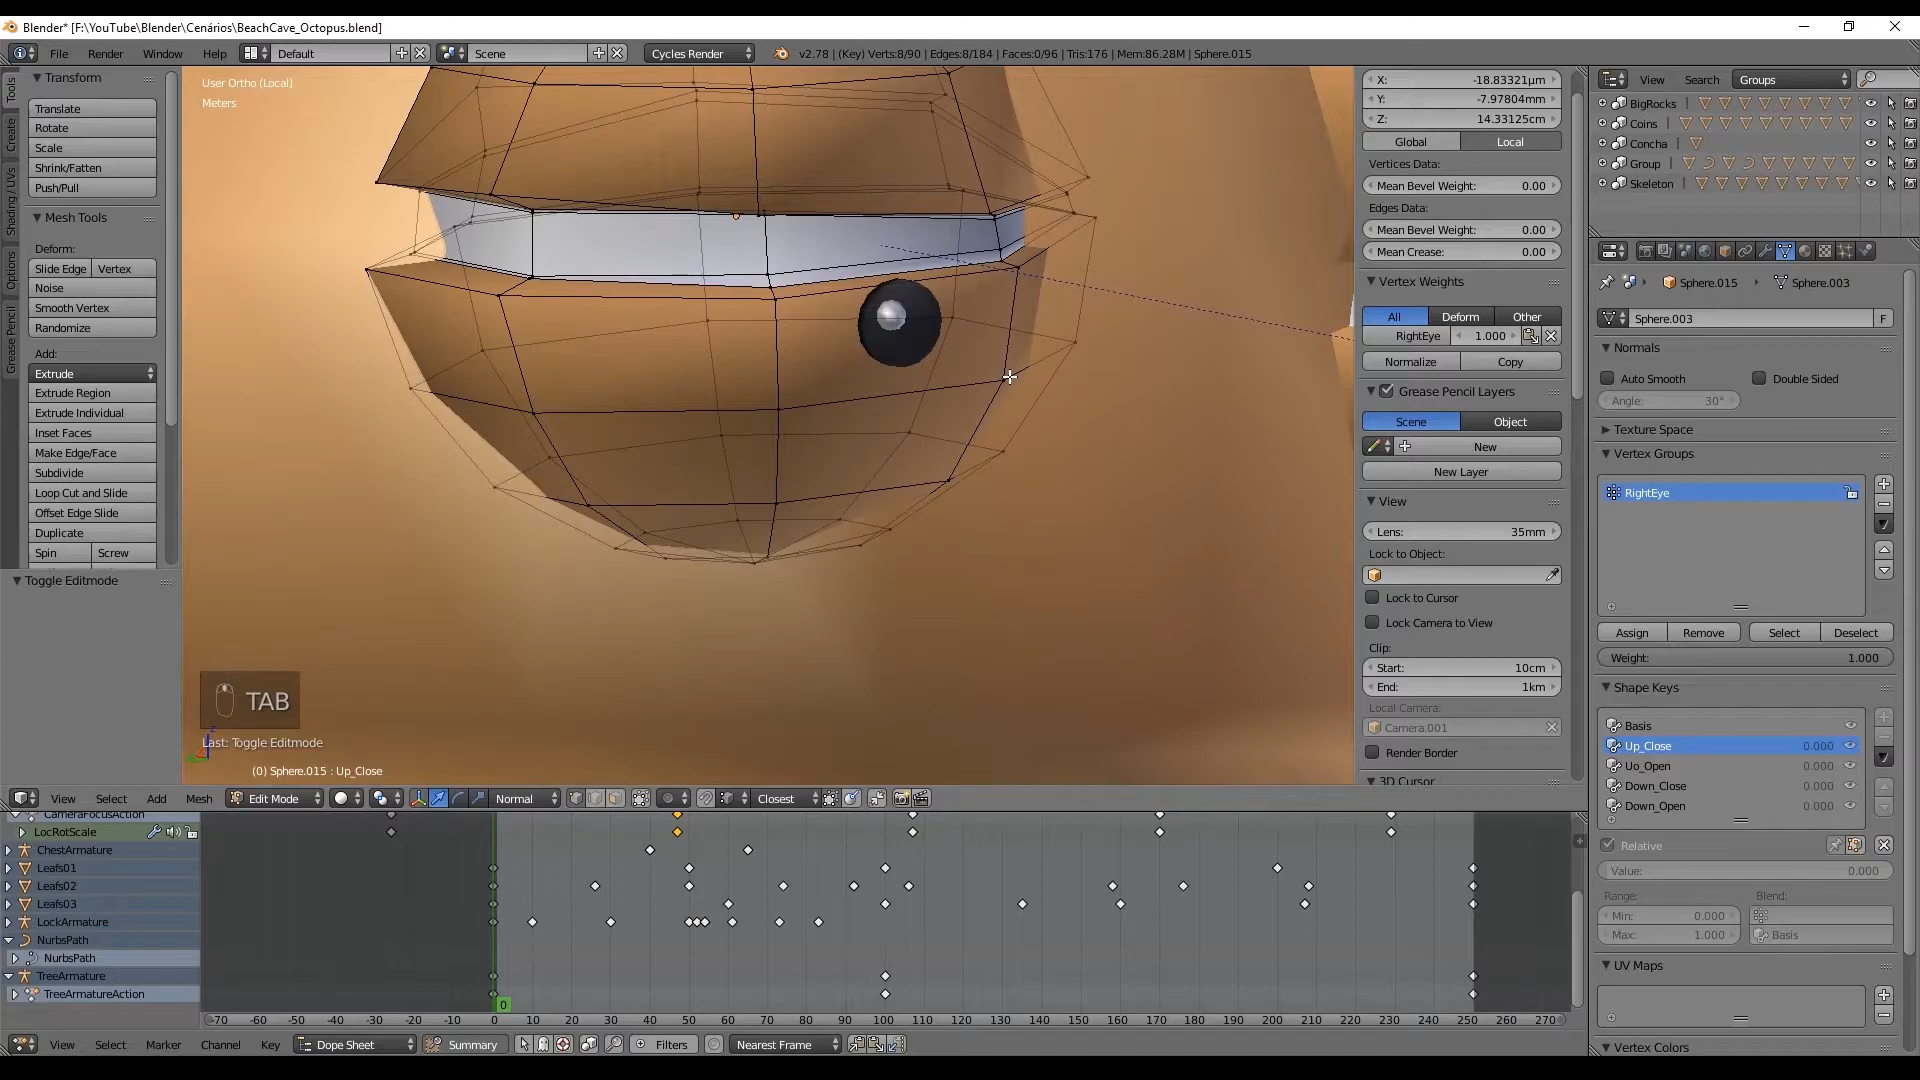 Blender* [F:\YouTube\Blender\Cenários\BeachCave_Octopus.blend]
File Render Window Help Default Scene Cycles Render v2.78 | (Key) Verts:8/90 | Edges:8/184 | Faces:0/96 | Tris:176 | Mem:86.28M | Sphere.015
Tools
Create
Shading / UVs
Options
Grease Pencil
Transform
Translate
Rotate
Scale
Shrink/Fatten
Push/Pull
Mesh Tools
Deform:
Slide Edge Vertex
Noise
Smooth Vertex
Randomize
Add:
Extrude
Extrude Region
Extrude Individual
Inset Faces
Make Edge/Face
Subdivide
Loop Cut and Slide
Offset Edge Slide
Duplicate
Spin Screw
Toggle Editmode
User Ortho (Local)
Meters
TAB
Last: Toggle Editmode
(0) Sphere.015 : Up_Close
X: -18.83321µm
Y: -7.97804mm
Z: 14.33125cm
Global Local
Vertices Data:
Mean Bevel Weight: 0.00
Edges Data:
Mean Bevel Weight: 0.00
Mean Crease: 0.00
Vertex Weights
All Deform Other
RightEye 1.000
Normalize Copy
Grease Pencil Layers
Scene Object
New
New Layer
View
Lens: 35mm
Lock to Object:
Lock to Cursor
Lock Camera to View
Clip:
Start: 10cm
End: 1km
Local Camera:
Camera.001
Render Border
3D Cursor
View Search Groups
BigRocks
Coins
Concha
Group
Skeleton
Sphere.015 Sphere.003
Sphere.003 F
Normals
Auto Smooth Double Sided
Angle: 30°
Texture Space
Vertex Groups
RightEye
Assign Remove Select Deselect
Weight: 1.000
Shape Keys
Basis
Up_Close 0.000
Uo_Open 0.000
Down_Close 0.000
Down_Open 0.000
Relative
Value: 0.000
Range: Blend:
Min: 0.000
Max: 1.000 Basis
UV Maps
Vertex Colors
View Select Add Mesh Edit Mode Normal Closest
CameraFocusAction
LocRotScale
ChestArmature
Leafs01
Leafs02
Leafs03
LockArmature
NurbsPath
NurbsPath
TreeArmature
TreeArmatureAction
0
-70 -60 -50 -40 -30 -20 -10 0 10 20 30 40 50 60 70 80 90 100 110 120 130 140 150 160 170 180 190 200 210 220 230 240 250 260 270
View Select Marker Channel Key Dope Sheet Summary Filters Nearest Frame